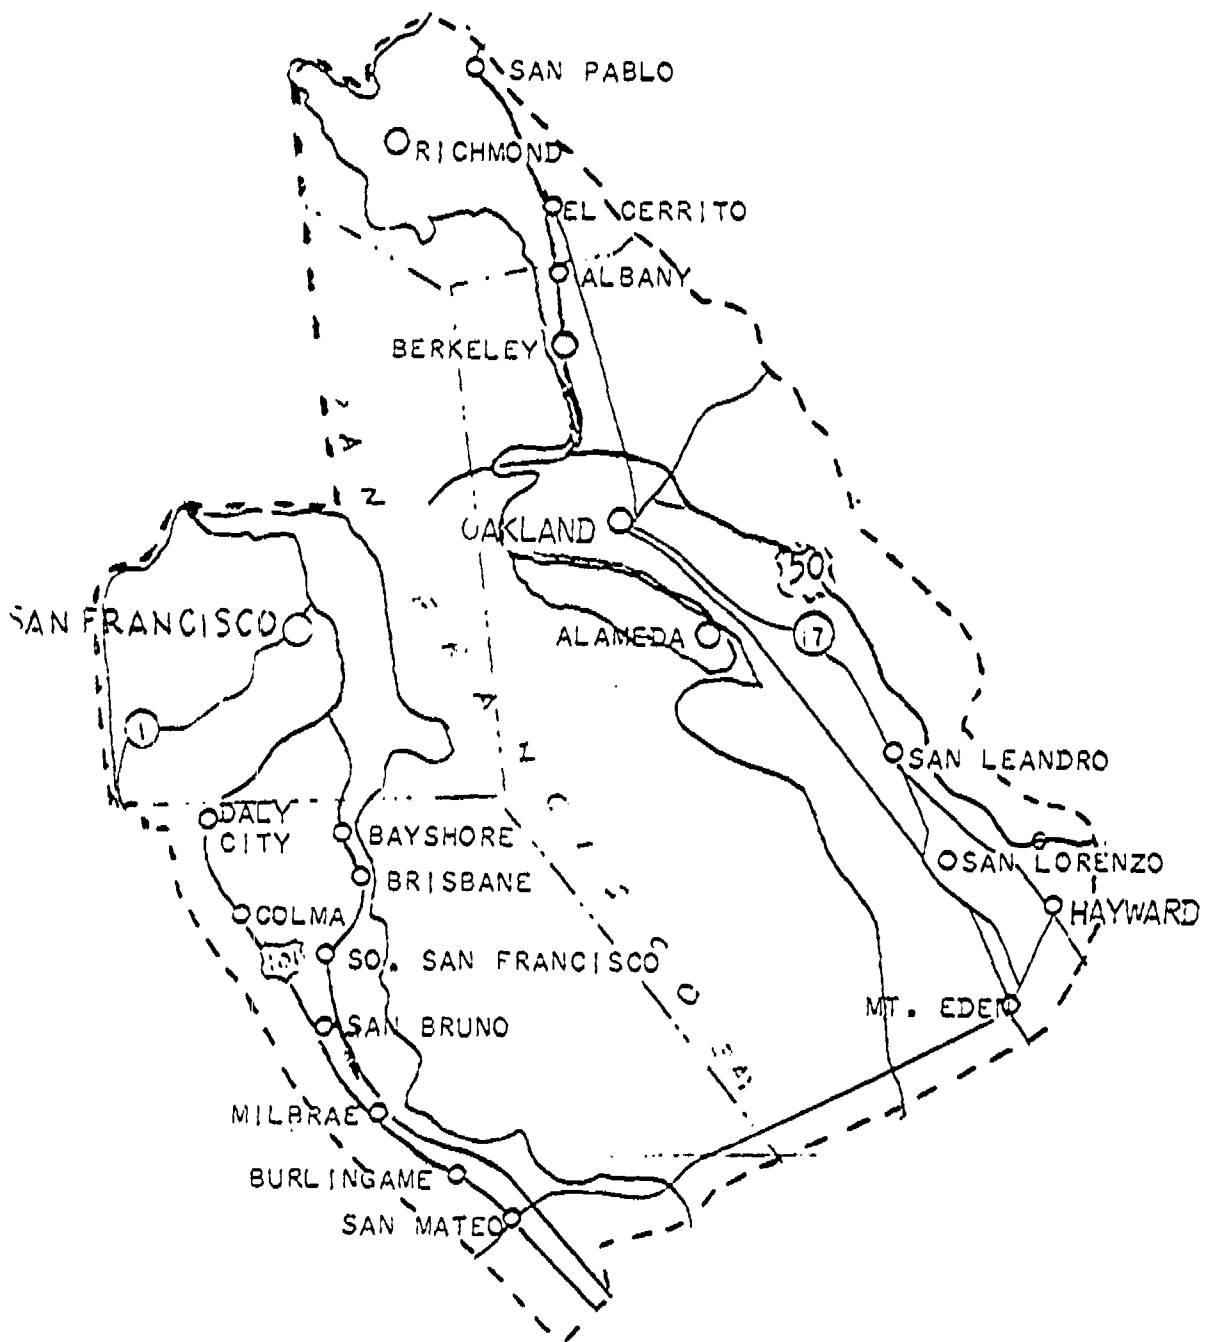 SAN PABLO
RICHMOND
EL CERRITO
ALBANY
BERKELEY
OAKLAND
50
SAN FRANCISCO
ALAMEDA
17
1
SAN LEANDRO
DALY
CITY
BAYSHORE
SAN LORENZO
BRISBANE
COLMA
HAYWARD
101
SO. SAN FRANCISCO
MT. EDEN
SAN BRUNO
MILBRAE
BURLINGAME
SAN MATEO